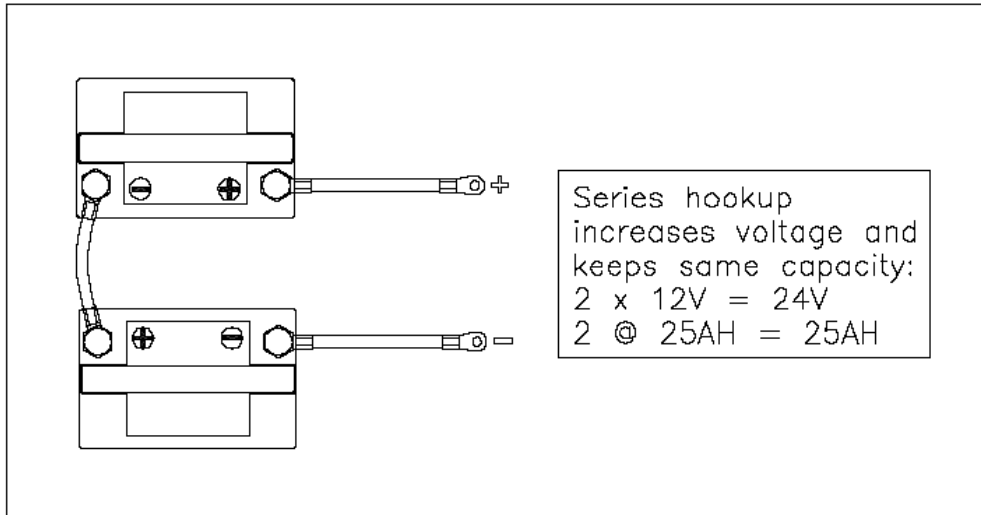 +
Series hookup
increases voltage and
keeps same capacity:
2 x 12V = 24V
2 @ 25AH = 25AH
-